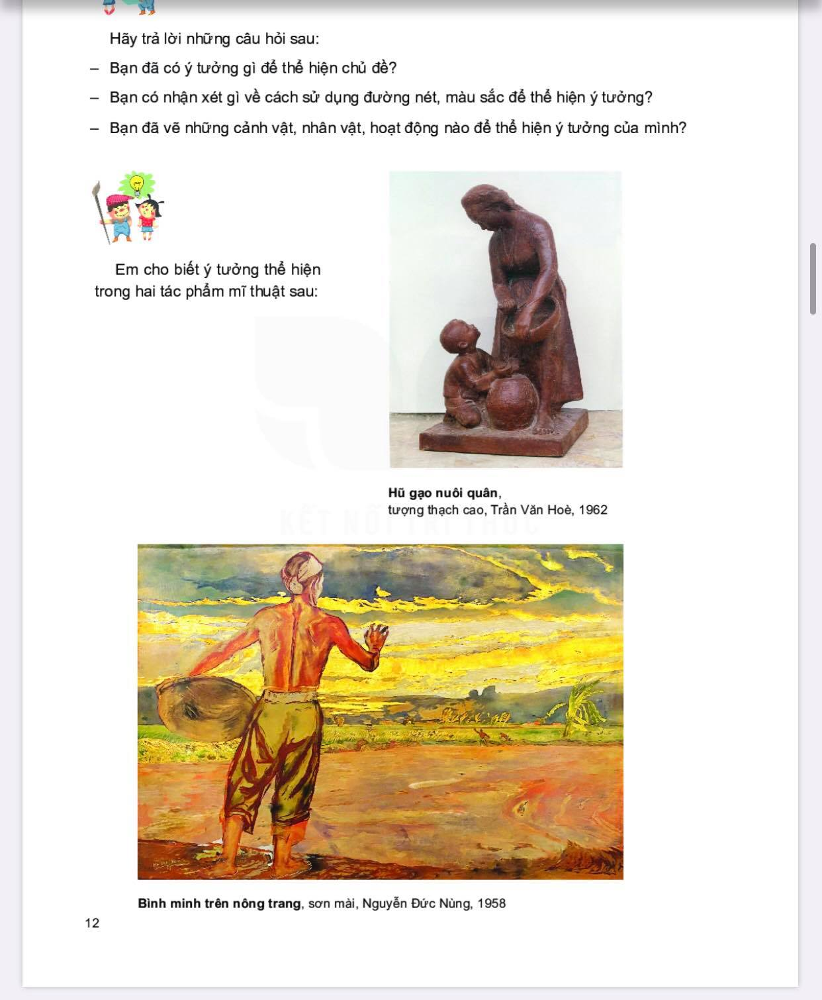 Hãy trả lời những câu hỏi sau:
– Bạn đã có ý tưởng gì để thể hiện chủ đề?
– Bạn có nhận xét gì về cách sử dụng đường nét, màu sắc để thể hiện ý tưởng?
– Bạn đã vẽ những cảnh vật, nhân vật, hoạt động nào để thể hiện ý tưởng của mình?
Em cho biết ý tưởng thể hiện
trong hai tác phẩm mĩ thuật sau:
Hũ gạo nuôi quân,
tượng thạch cao, Trần Văn Hoè, 1962
KẾT NỐI TRI THỨC
Bình minh trên nông trang, sơn mài, Nguyễn Đức Nùng, 1958
12